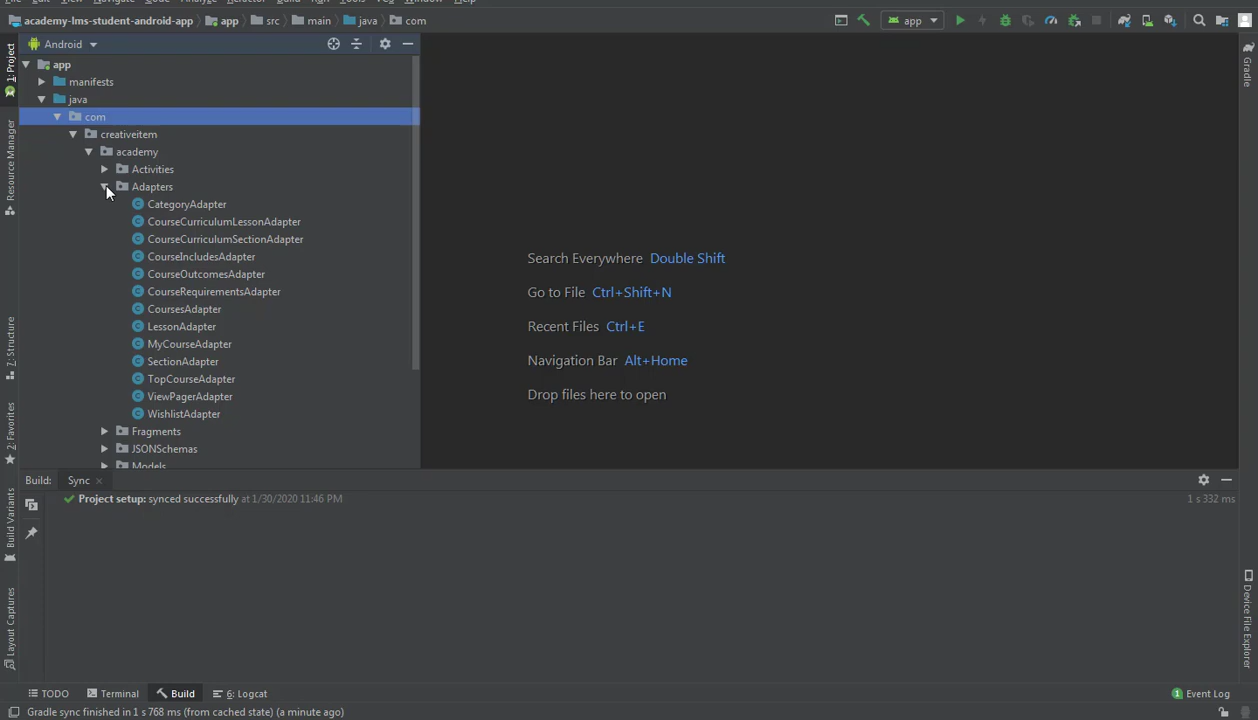 academy-lms-student-android-app app src main java com app
1: Project
Resource Manager
7: Structure
2: Favorites
Build Variants
Layout Captures
Android
app
manifests
java
com
creativeitem
academy
Activities
Adapters
CategoryAdapter
CourseCurriculumLessonAdapter
CourseCurriculumSectionAdapter
CourseIncludesAdapter
CourseOutcomesAdapter
CourseRequirementsAdapter
CoursesAdapter
LessonAdapter
MyCourseAdapter
SectionAdapter
TopCourseAdapter
ViewPagerAdapter
WishlistAdapter
Fragments
JSONSchemas
Models
Search Everywhere Double Shift
Go to File Ctrl+Shift+N
Recent Files Ctrl+E
Navigation Bar Alt+Home
Drop files here to open
Gradle
Device File Explorer
Build: Sync
Project setup: synced successfully at 1/30/2020 11:46 PM 1 s 332 ms
TODO Terminal Build 6: Logcat 1 Event Log
Gradle sync finished in 1 s 768 ms (from cached state) (a minute ago)